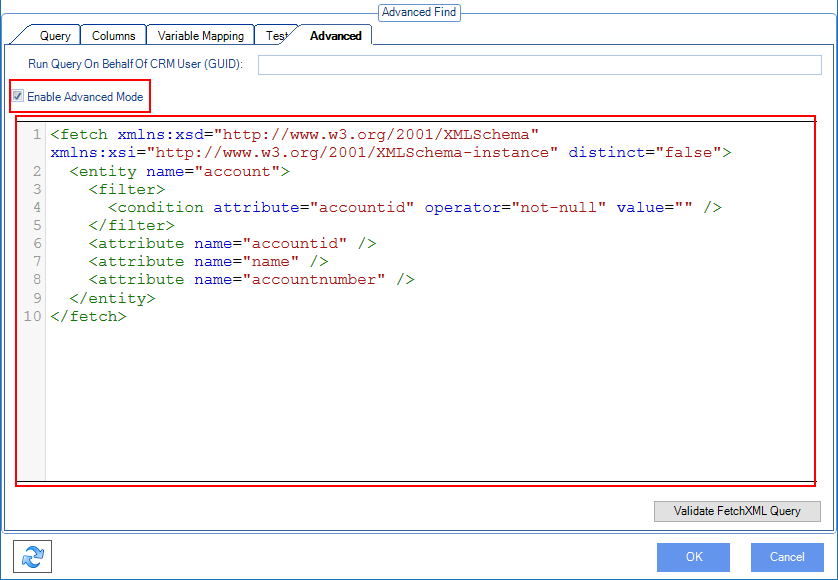 Advanced Find
Query Columns Variable Mapping Test Advanced
Run Query On Behalf Of CRM User (GUID):
Enable Advanced Mode
1 <fetch xmlns:xsd="http://www.w3.org/2001/XMLSchema"
xmlns:xsi="http://www.w3.org/2001/XMLSchema-instance" distinct="false">
2 <entity name="account">
3 <filter>
4 <condition attribute="accountid" operator="not-null" value="" />
5 </filter>
6 <attribute name="accountid" />
7 <attribute name="name" />
8 <attribute name="accountnumber" />
9 </entity>
10 </fetch>
Validate FetchXML Query
OK Cancel